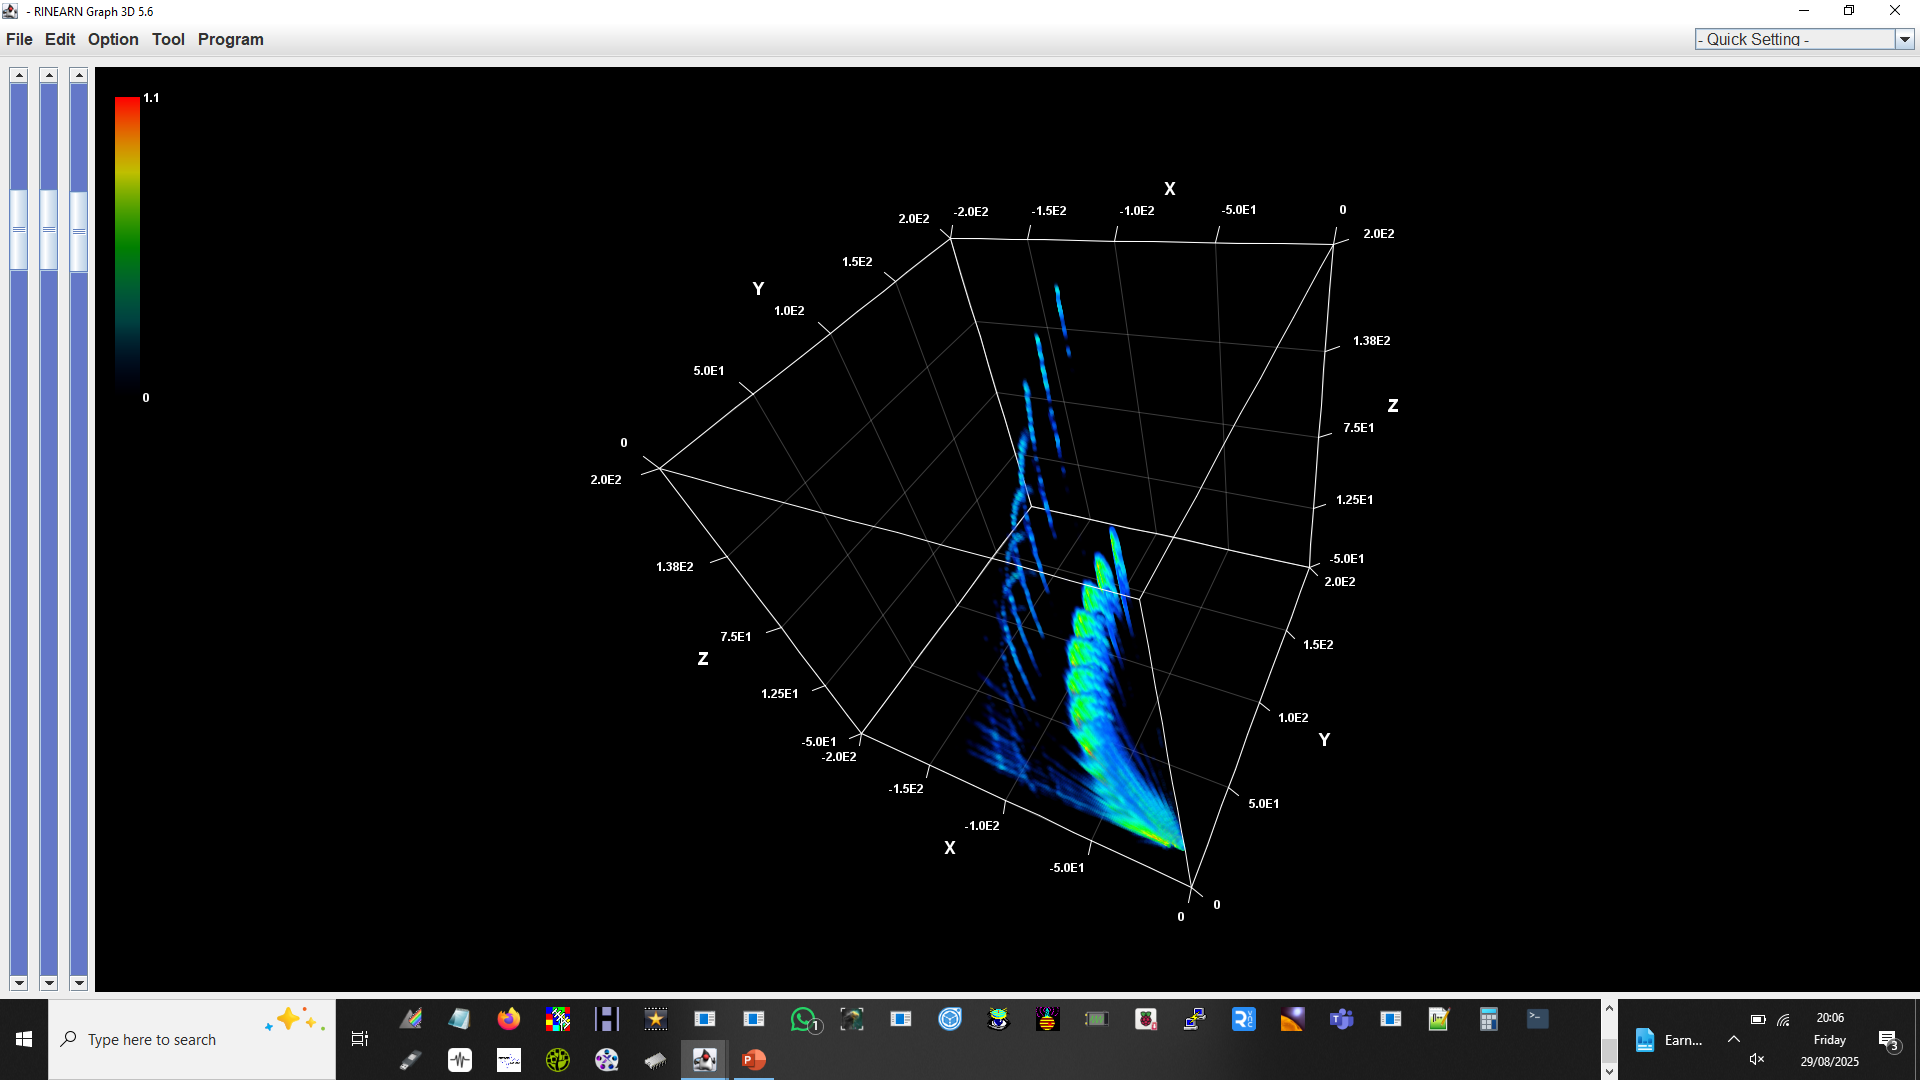 - RINEARN Graph 3D 5.6
File Edit Option Tool Program
- Quick Setting -
1.1
0
X
2.0E2 -2.0E2 -1.5E2 -1.0E2 -5.0E1 0
2.0E2
Y
1.5E2
1.0E2
5.0E1
0
2.0E2
1.38E2
7.5E1
Z
1.25E1
-5.0E1
2.0E2
1.38E2
7.5E1
Z
1.25E1
-5.0E1
-2.0E2
1.5E2
1.0E2
Y
5.0E1
0
-1.5E2
-1.0E2
X
-5.0E1
0
Type here to search
1
Earn...
20:06
Friday
29/08/2025
3